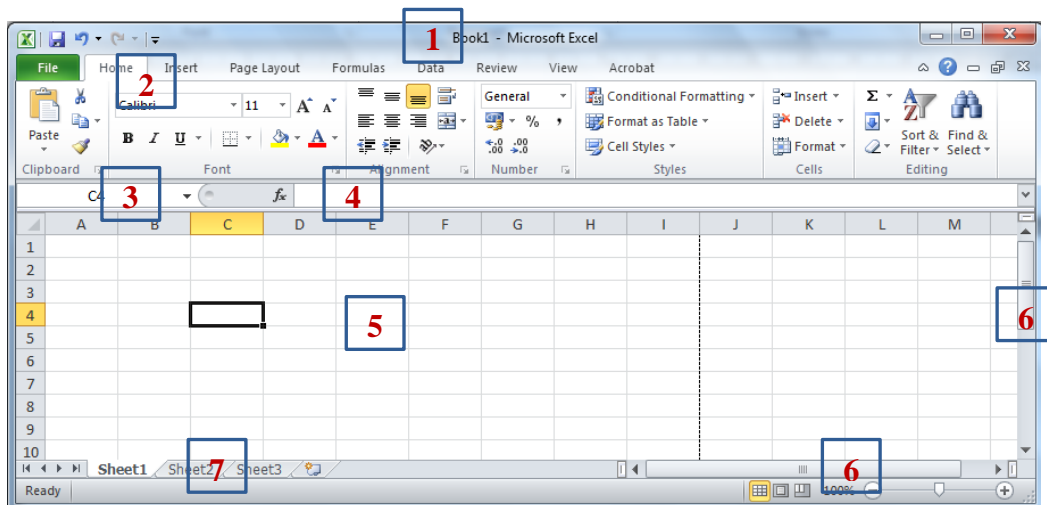 1 Book1 - Microsoft Excel
File Home Insert Page Layout Formulas Data Review View Acrobat
2
Calibri 11 A A General Conditional Formatting Insert Σ
Paste B I U A % , Format as Table Delete Sort & Find &
.00 .00 Cell Styles Format Filter Select
Clipboard Font Alignment Number Styles Cells Editing
C4 3 fx 4
A B C D E F G H I J K L M
1
2
3
4
5
6
5
6
7
8
9
10
Sheet1 Sheet2 7 Sheet3 6
Ready 100%